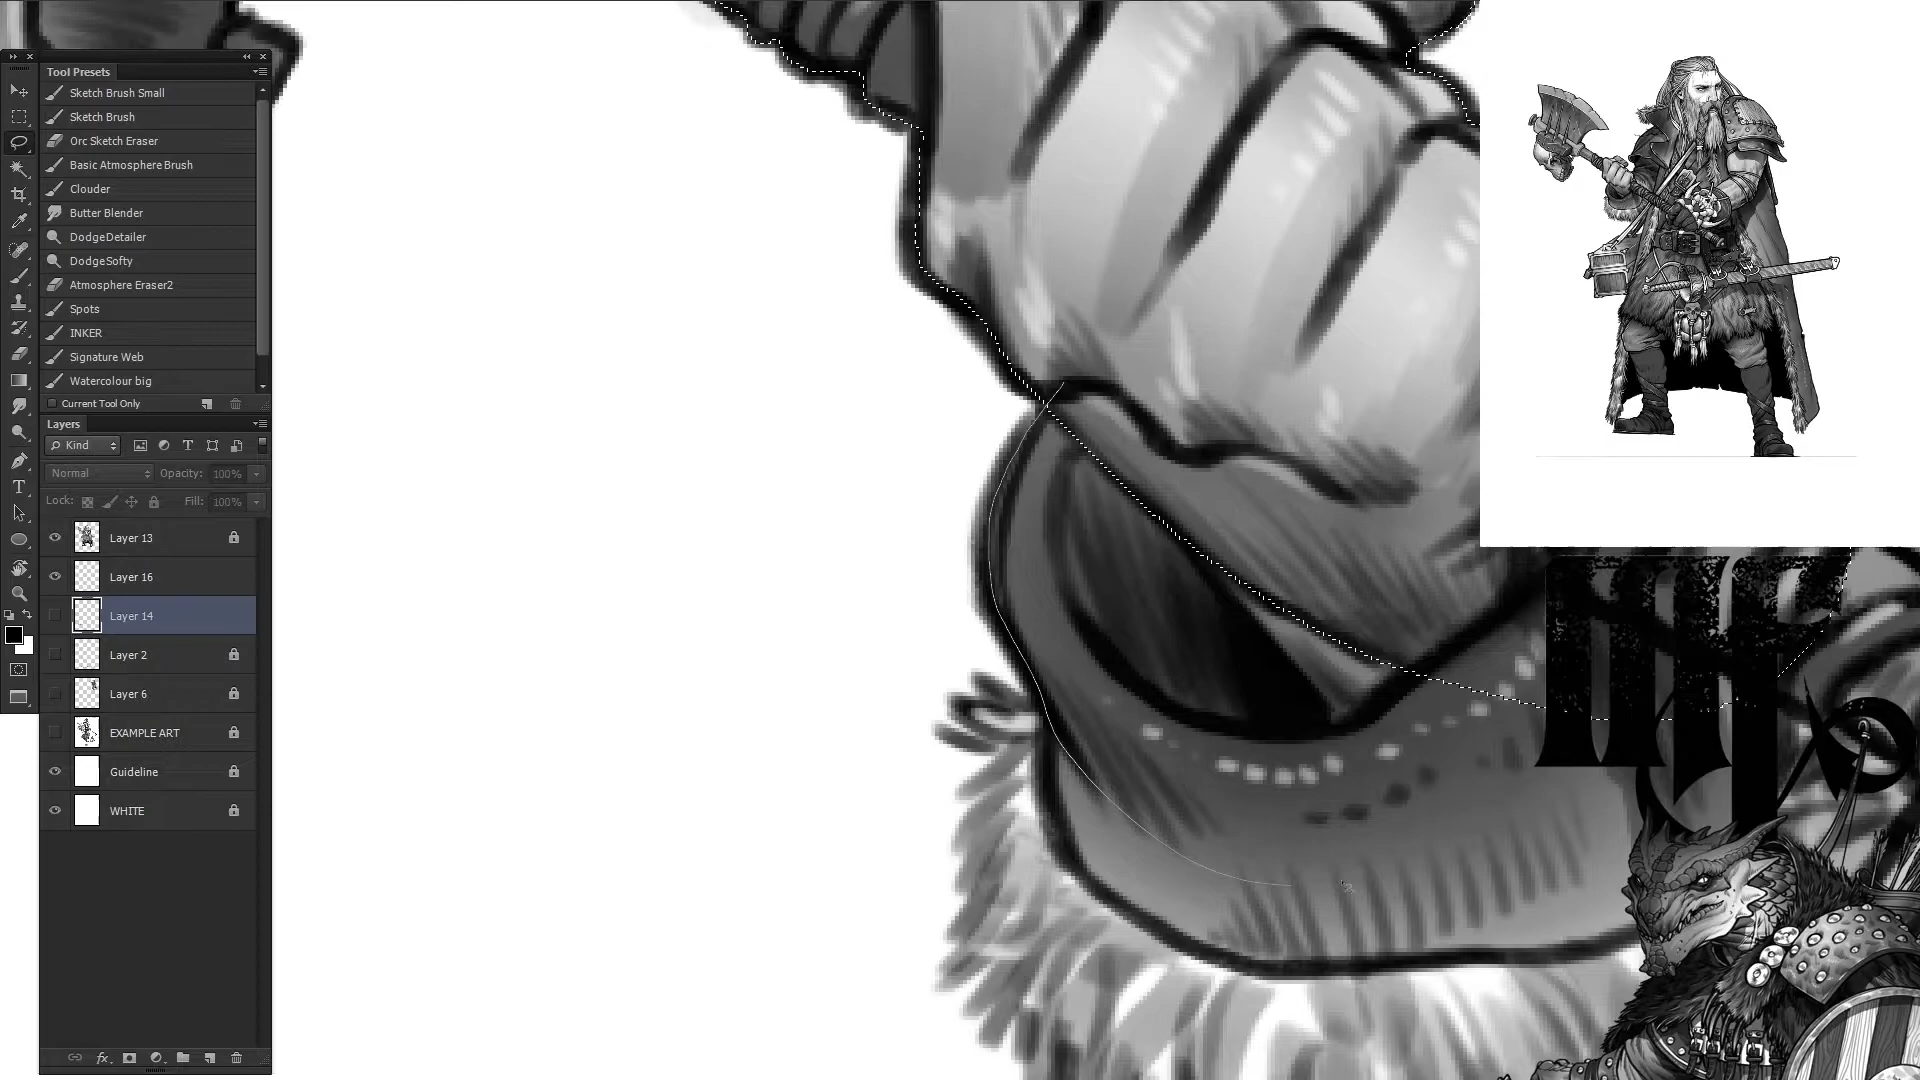 Tool Presets
Sketch Brush Small
Sketch Brush
Orc Sketch Eraser
Basic Atmosphere Brush
Clouder
Butter Blender
DodgeDetailer
DodgeSofty
Atmosphere Eraser2
Spots
INKER
Signature Web
Watercolour big
Current Tool Only
Layers
Kind
Normal Opacity: 100%
Lock: Fill: 100%
Layer 13
Layer 16
Layer 14
Layer 2
Layer 6
EXAMPLE ART
Guideline
WHITE